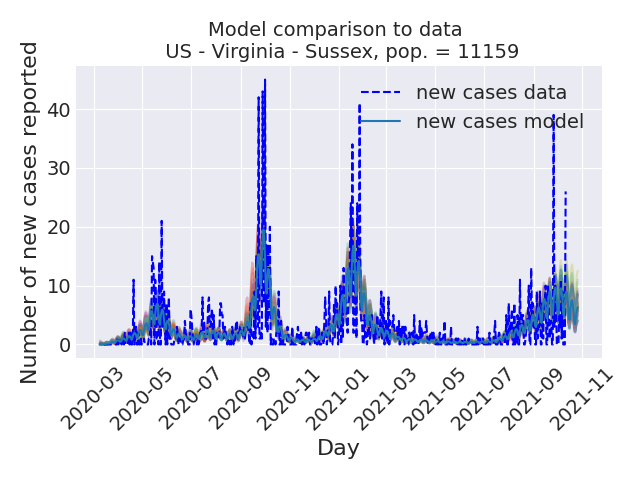 Model comparison to data
US - Virginia - Sussex, pop. = 11159
Number of new cases reported
40
30
20
10
0
new cases data
new cases model
2020-03
2020-05
2020-07
2020-09
2020-11
2021-01
2021-03
2021-05
2021-07
2021-09
2021-11
Day